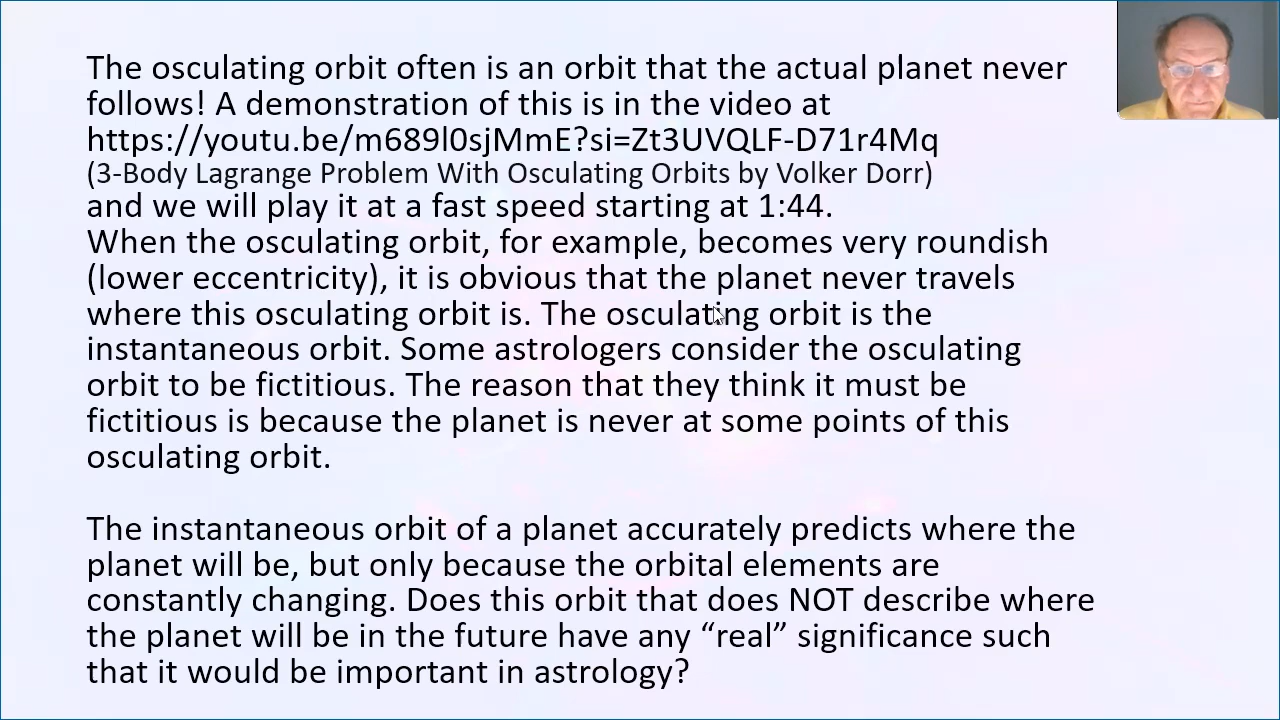 The osculating orbit often is an orbit that the actual planet never
follows! A demonstration of this is in the video at
https://youtu.be/m689l0sjMmE?si=Zt3UVQLF-D71r4Mq
(3-Body Lagrange Problem With Osculating Orbits by Volker Dorr)
and we will play it at a fast speed starting at 1:44.
When the osculating orbit, for example, becomes very roundish
(lower eccentricity), it is obvious that the planet never travels
where this osculating orbit is. The osculating orbit is the
instantaneous orbit. Some astrologers consider the osculating
orbit to be fictitious. The reason that they think it must be
fictitious is because the planet is never at some points of this
osculating orbit.
The instantaneous orbit of a planet accurately predicts where the
planet will be, but only because the orbital elements are
constantly changing. Does this orbit that does NOT describe where
the planet will be in the future have any “real” significance such
that it would be important in astrology?